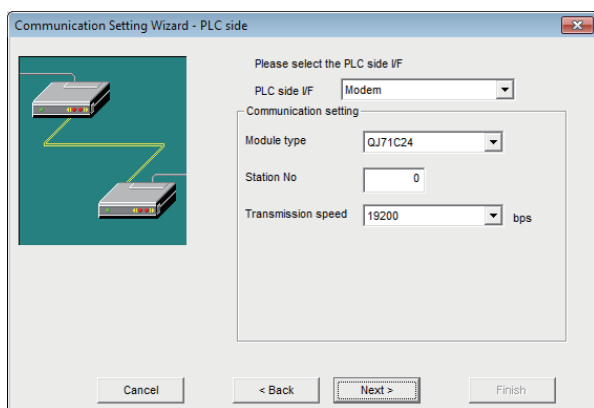 Communication Setting Wizard - PLC side
Please select the PLC side I/F
PLC side I/F Modem
Communication setting
Module type QJ71C24
Station No 0
Transmission speed 19200 bps
Cancel < Back Next > Finish